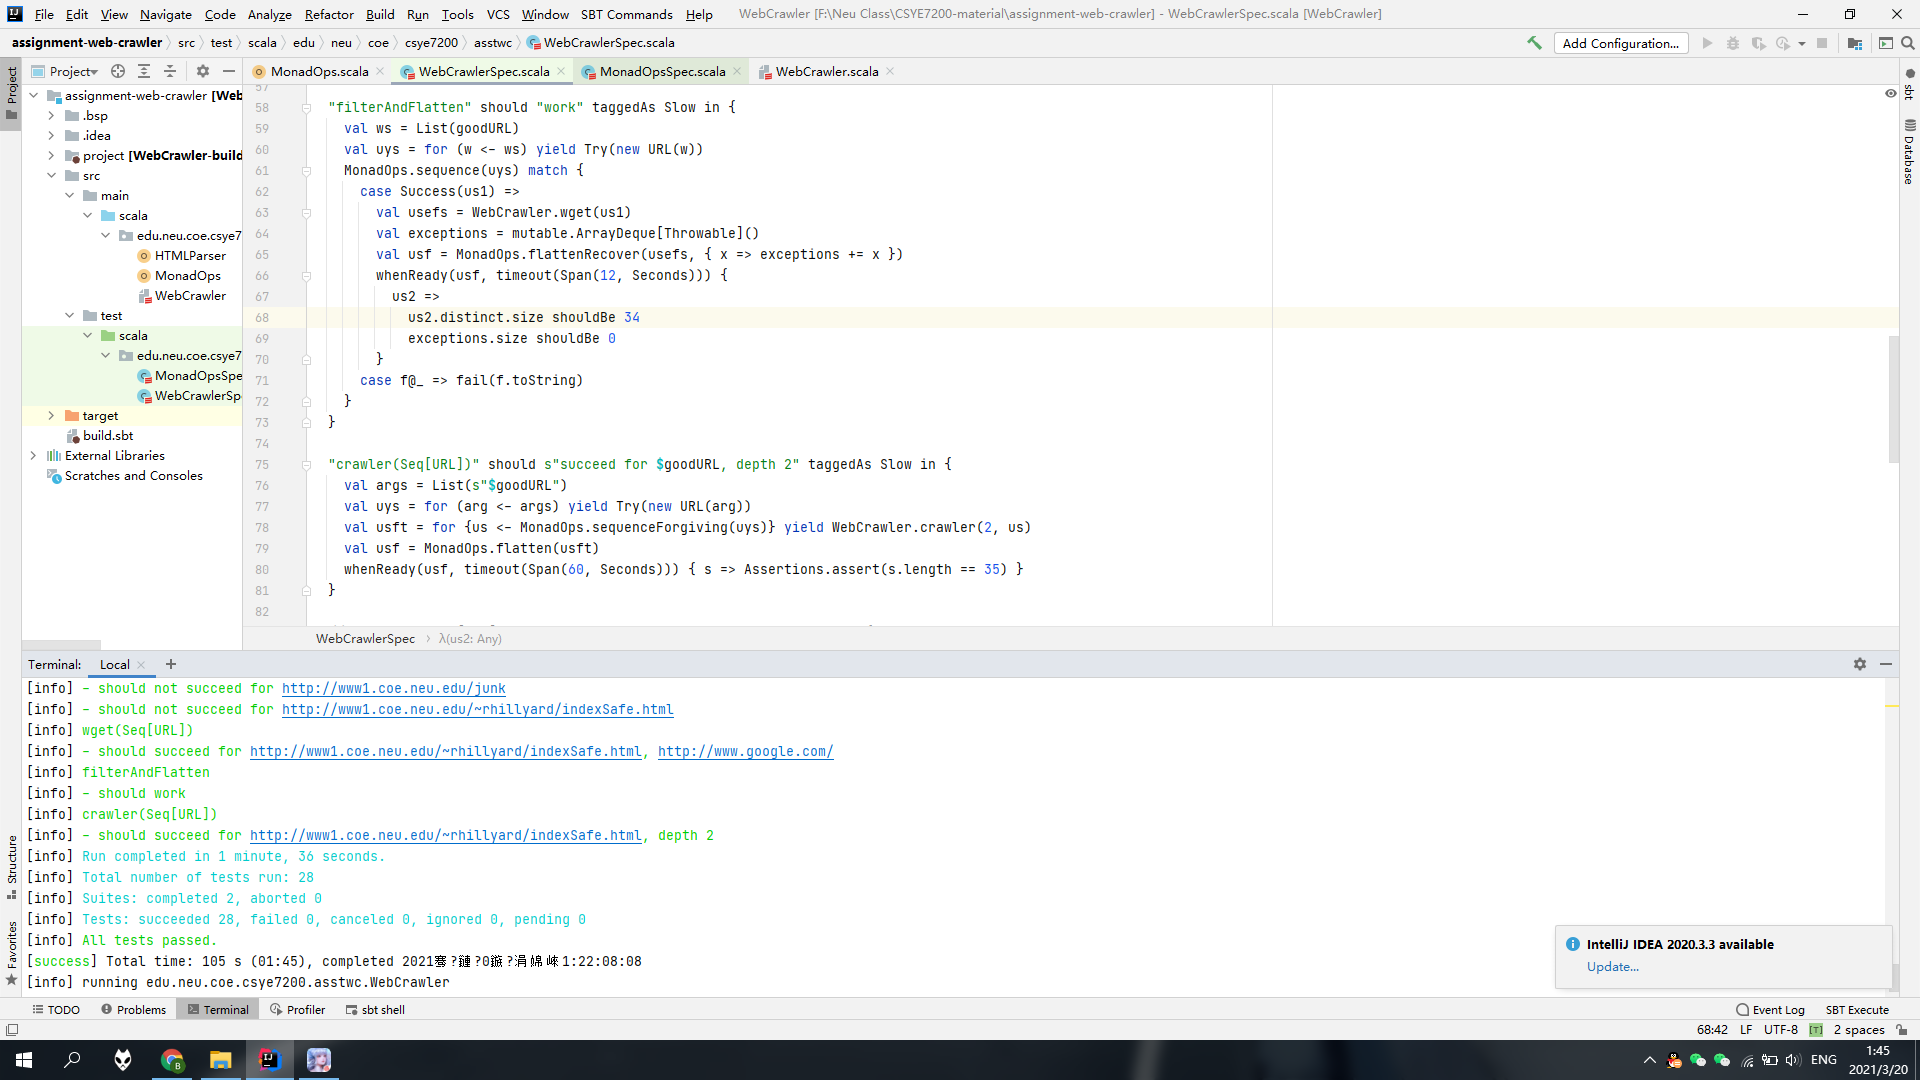 File Edit View Navigate Code Analyze Refactor Build Run Tools VCS Window SBT Commands Help WebCrawler [F:\Neu Class\CSYE7200-material\assignment-web-crawler] - WebCrawlerSpec.scala [WebCrawler]
assignment-web-crawler src test scala edu neu coe csye7200 asstwc WebCrawlerSpec.scala Add Configuration...
Project
Project
MonadOps.scala WebCrawlerSpec.scala MonadOpsSpec.scala WebCrawler.scala
assignment-web-crawler [Web
.bsp
.idea
project [WebCrawler-build
src
main
scala
edu.neu.coe.csye7
HTMLParser
MonadOps
WebCrawler
test
scala
edu.neu.coe.csye7
MonadOpsSpe
WebCrawlerSp
target
build.sbt
External Libraries
Scratches and Consoles
57
58 "filterAndFlatten" should "work" taggedAs Slow in {
59 val ws = List(goodURL)
60 val uys = for (w <- ws) yield Try(new URL(w))
61 MonadOps.sequence(uys) match {
62 case Success(us1) =>
63 val usefs = WebCrawler.wget(us1)
64 val exceptions = mutable.ArrayDeque[Throwable]()
65 val usf = MonadOps.flattenRecover(usefs, { x => exceptions += x })
66 whenReady(usf, timeout(Span(12, Seconds))) {
67 us2 =>
68 us2.distinct.size shouldBe 34
69 exceptions.size shouldBe 0
70 }
71 case f@_ => fail(f.toString)
72 }
73 }
74
75 "crawler(Seq[URL])" should s"succeed for $goodURL, depth 2" taggedAs Slow in {
76 val args = List(s"$goodURL")
77 val uys = for (arg <- args) yield Try(new URL(arg))
78 val usft = for {us <- MonadOps.sequenceForgiving(uys)} yield WebCrawler.crawler(2, us)
79 val usf = MonadOps.flatten(usft)
80 whenReady(usf, timeout(Span(60, Seconds))) { s => Assertions.assert(s.length == 35) }
81 }
82
WebCrawlerSpec λ(us2: Any)
sbt
Database
Structure
Favorites
Terminal: Local +
[info] - should not succeed for http://www1.coe.neu.edu/junk
[info] - should not succeed for http://www1.coe.neu.edu/~rhillyard/indexSafe.html
[info] wget(Seq[URL])
[info] - should succeed for http://www1.coe.neu.edu/~rhillyard/indexSafe.html, http://www.google.com/
[info] filterAndFlatten
[info] - should work
[info] crawler(Seq[URL])
[info] - should succeed for http://www1.coe.neu.edu/~rhillyard/indexSafe.html, depth 2
[info] Run completed in 1 minute, 36 seconds.
[info] Total number of tests run: 28
[info] Suites: completed 2, aborted 0
[info] Tests: succeeded 28, failed 0, canceled 0, ignored 0, pending 0
[info] All tests passed.
[success] Total time: 105 s (01:45), completed 2021 1:22:08:08
[info] running edu.neu.coe.csye7200.asstwc.WebCrawler
IntelliJ IDEA 2020.3.3 available
Update...
TODO Problems Terminal Profiler sbt shell Event Log SBT Execute
68:42 LF UTF-8 [T] 2 spaces
ENG 1:45
2021/3/20